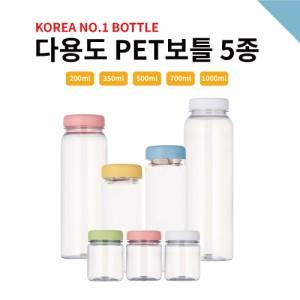 KOREA NO.1 BOTTLE
다용도 PET보틀 5종
200ml 350ml 500ml 700ml 1000ml